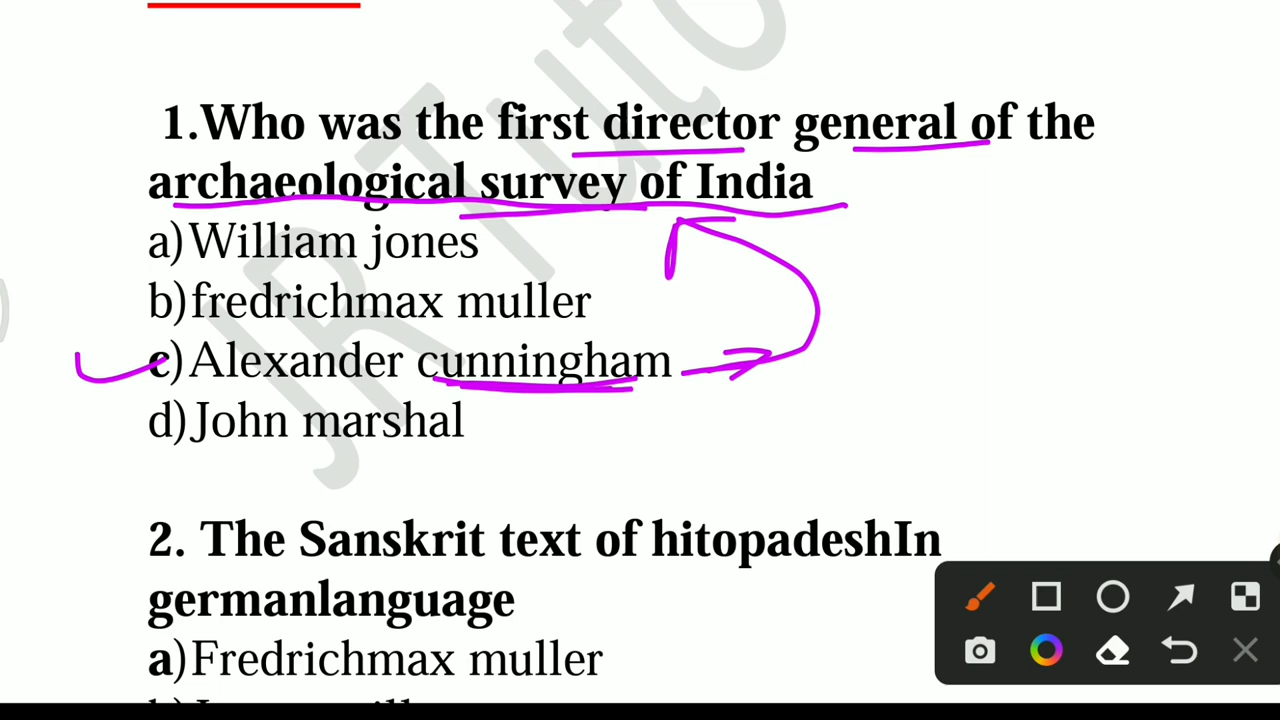 1.Who was the first director general of the
archaeological survey of India
a)William jones
b)fredrichmax muller
c)Alexander cunningham
d)John marshal
2. The Sanskrit text of hitopadeshIn
germanlanguage
a)Fredrichmax muller